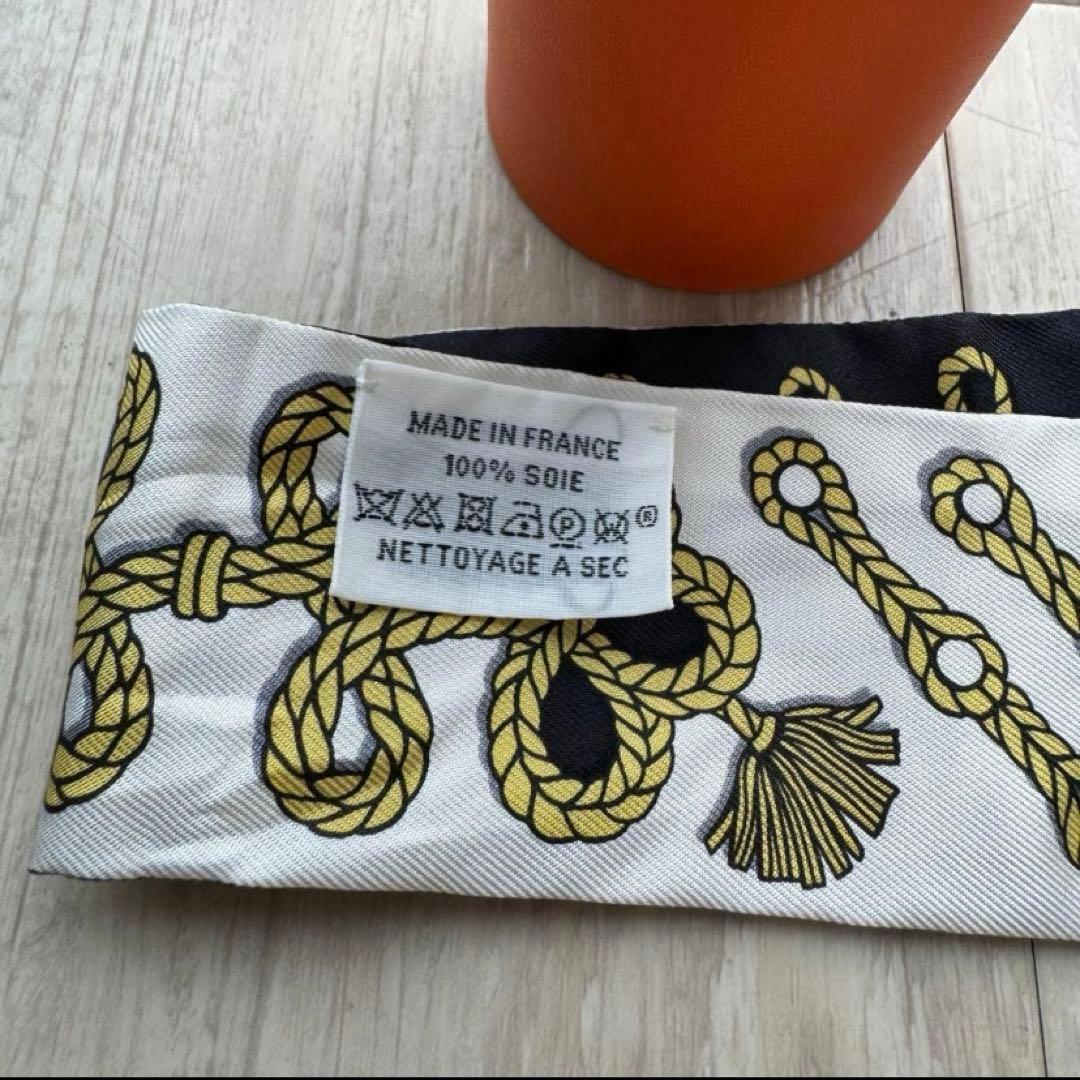 MADE IN FRANCE
100% SOIE
P W ®
NETTOYAGE A SEC